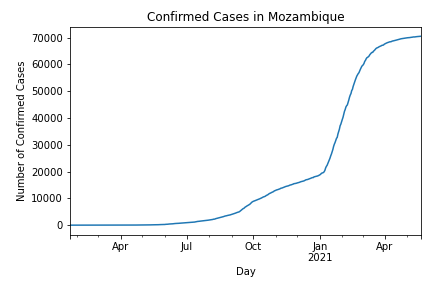 Confirmed Cases in Mozambique
Number of Confirmed Cases
70000
60000
50000
40000
30000
20000
10000
0
Apr Jul Oct Jan Apr
2021
Day